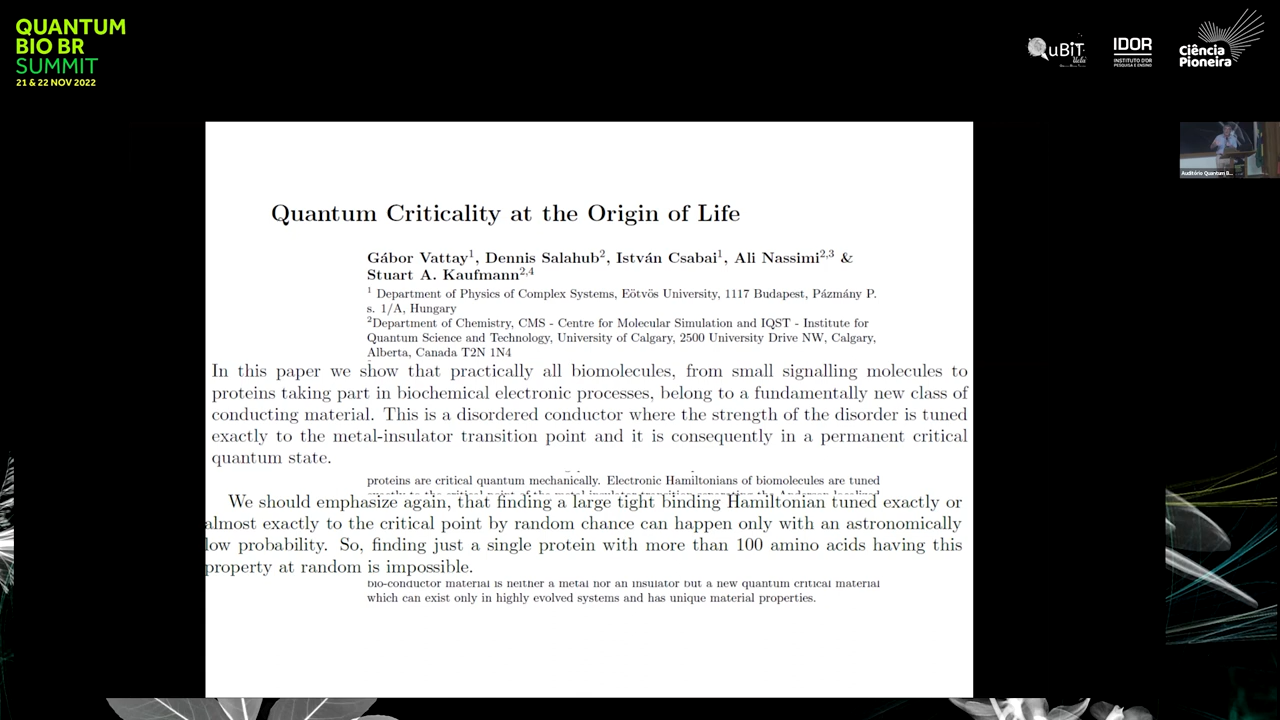 QUANTUM
BIO BR
SUMMIT
21 & 22 NOV 2022
QuBiT
IDOR
INSTITUTO D'OR
PESQUISA E ENSINO
Ciência
Pioneira
Auditório Quantum B...
Quantum Criticality at the Origin of Life
Gábor Vattay1, Dennis Salahub2, István Csabai1, Ali Nassimi2,3 &
Stuart A. Kaufmann2,4
1 Department of Physics of Complex Systems, Eötvös University, 1117 Budapest, Pázmány P.
s. 1/A, Hungary
2Department of Chemistry, CMS - Centre for Molecular Simulation and IQST - Institute for
Quantum Science and Technology, University of Calgary, 2500 University Drive NW, Calgary,
Alberta, Canada T2N 1N4
In this paper we show that practically all biomolecules, from small signalling molecules to
proteins taking part in biochemical electronic processes, belong to a fundamentally new class of
conducting material. This is a disordered conductor where the strength of the disorder is tuned
exactly to the metal-insulator transition point and it is consequently in a permanent critical
quantum state.
proteins are critical quantum mechanically. Electronic Hamiltonians of biomolecules are tuned
We should emphasize again, that finding a large tight binding Hamiltonian tuned exactly or
almost exactly to the critical point by random chance can happen only with an astronomically
low probability. So, finding just a single protein with more than 100 amino acids having this
property at random is impossible.
bio-conductor material is neither a metal nor an insulator but a new quantum critical material
which can exist only in highly evolved systems and has unique material properties.